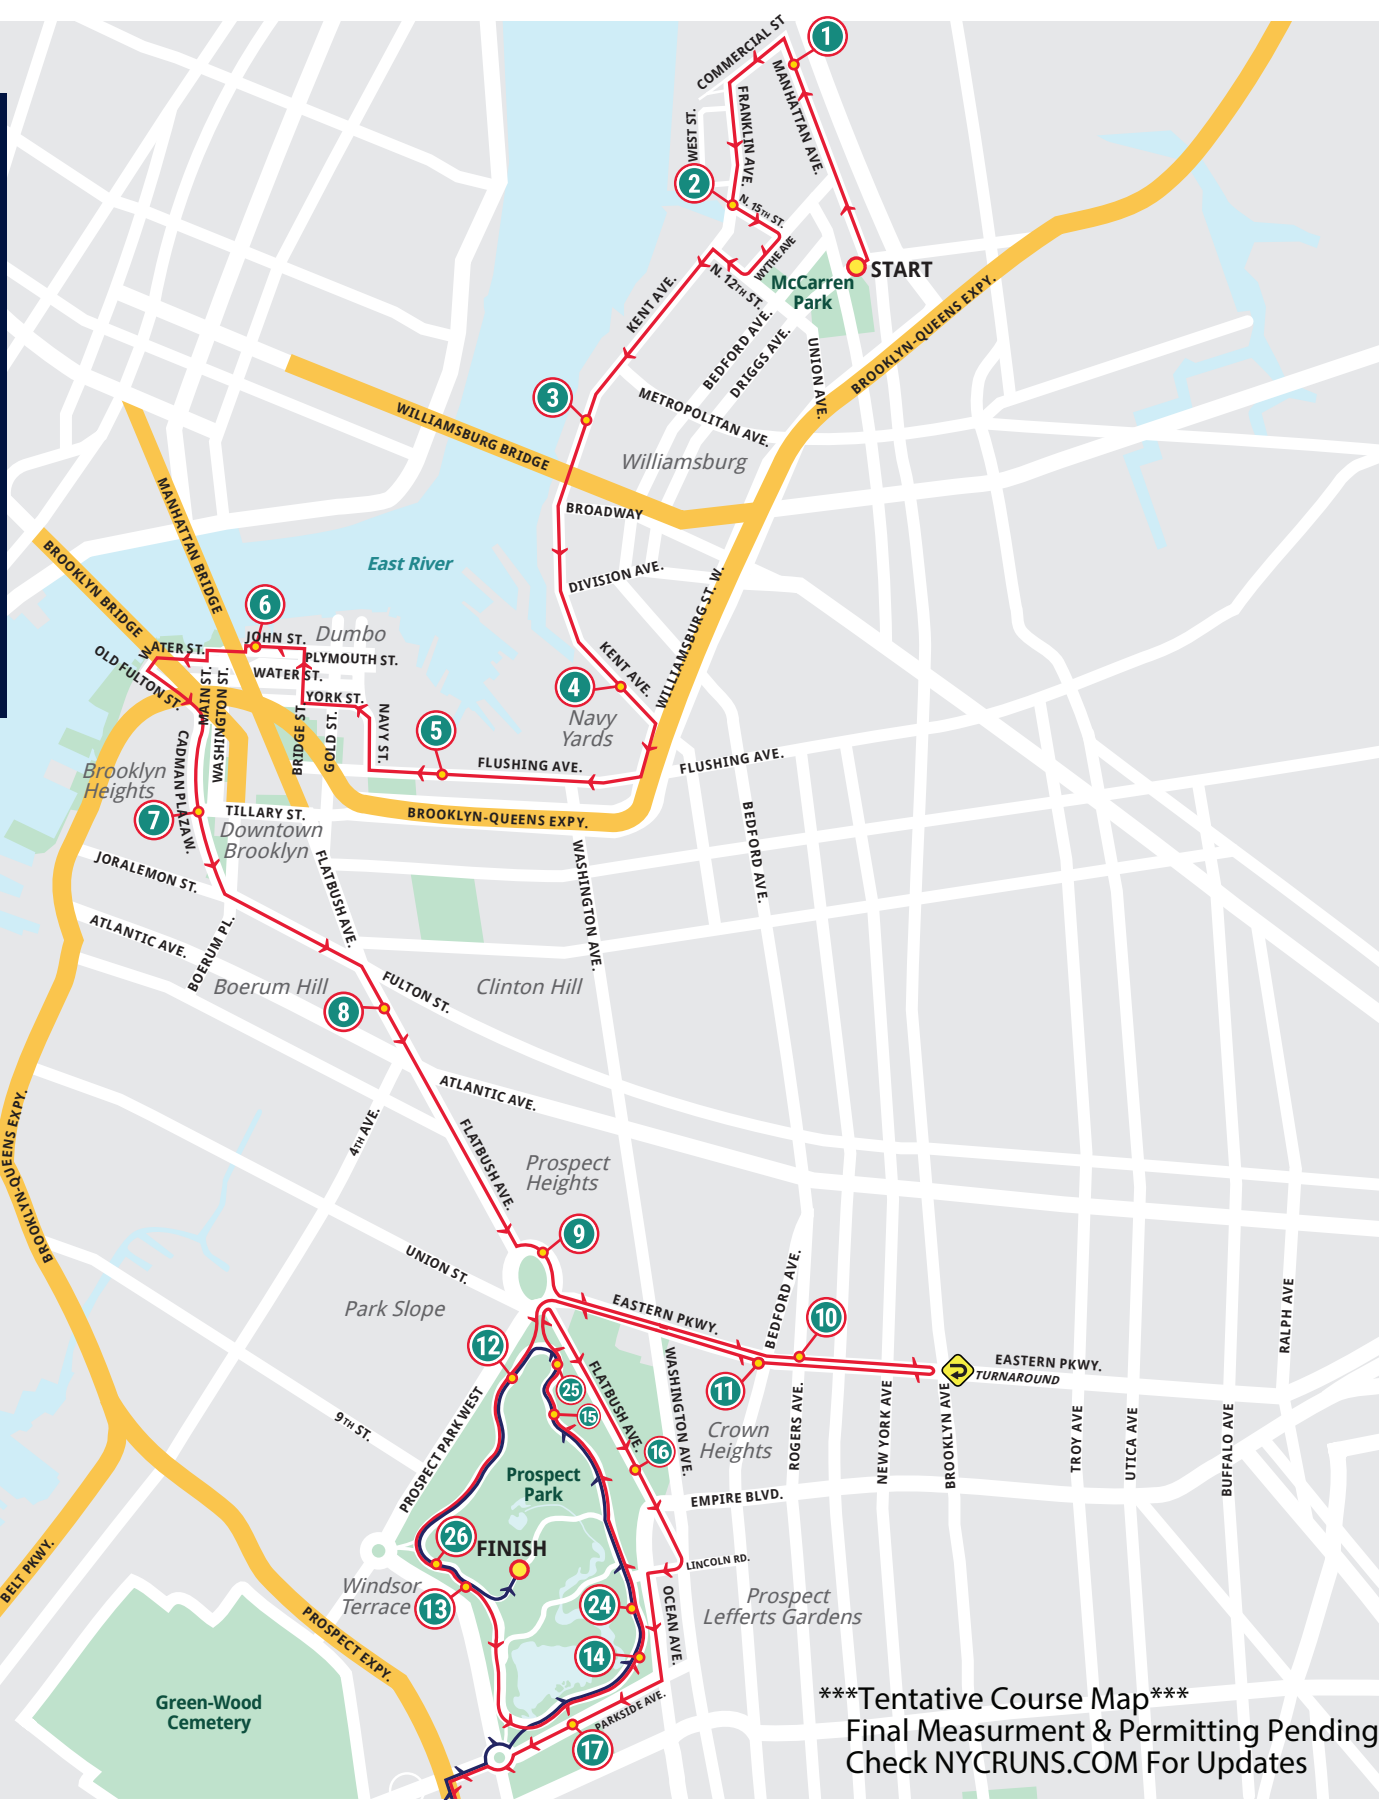 1
COMMERCIAL ST
MANHATTAN AVE.
FRANKLIN AVE.
WEST ST.
2
N. 15TH ST.
WYTHE AVE
START
McCarren
Park
N. 12TH ST.
KENT AVE.
BEDFORD AVE.
DRIGGS AVE.
UNION AVE.
BROOKLYN-QUEENS EXPY.
3
METROPOLITAN AVE.
WILLIAMSBURG BRIDGE
Williamsburg
MANHATTAN BRIDGE
BROADWAY
East River
DIVISION AVE.
BROOKLYN BRIDGE
WILLIAMSBURG ST. W.
6
JOHN ST.
Dumbo
WATER ST.
PLYMOUTH ST.
OLD FULTON ST.
WATER ST.
KENT AVE.
4
MAIN ST.
WASHINGTON ST.
YORK ST.
BRIDGE ST
GOLD ST.
NAVY ST.
5
Navy
Yards
CADMAN PLAZA W.
FLUSHING AVE.
FLUSHING AVE.
Brooklyn
Heights
7
TILLARY ST.
BROOKLYN-QUEENS EXPY.
Downtown
Brooklyn
BEDFORD AVE.
JORALEMON ST.
FLATBUSH AVE.
WASHINGTON AVE.
ATLANTIC AVE.
BOERUM PL.
Boerum Hill
FULTON ST.
Clinton Hill
8
ATLANTIC AVE.
BROOKLYN-QUEENS EXPY.
4TH AVE.
FLATBUSH AVE.
Prospect
Heights
BROOKLYN-QUEENS EXPY.
9
UNION ST.
Park Slope
EASTERN PKWY.
BEDFORD AVE.
10
RALPH AVE
12
EASTERN PKWY.
TURNAROUND
11
25
15
FLATBUSH AVE.
WASHINGTON AVE.
PROSPECT PARK WEST
9TH ST.
Crown
Heights
ROGERS AVE.
NEW YORK AVE
BROOKLYN AVE
TROY AVE
UTICA AVE
BUFFALO AVE
16
Prospect
Park
EMPIRE BLVD.
26
FINISH
LINCOLN RD.
BELT PKWY.
Windsor
Terrace
13
24
OCEAN AVE.
Prospect
Lefferts Gardens
PROSPECT EXPY.
14
Green-Wood
Cemetery
PARKSIDE AVE.
17
***Tentative Course Map***
Final Measurment & Permitting Pending
Check NYCRUNS.COM For Updates